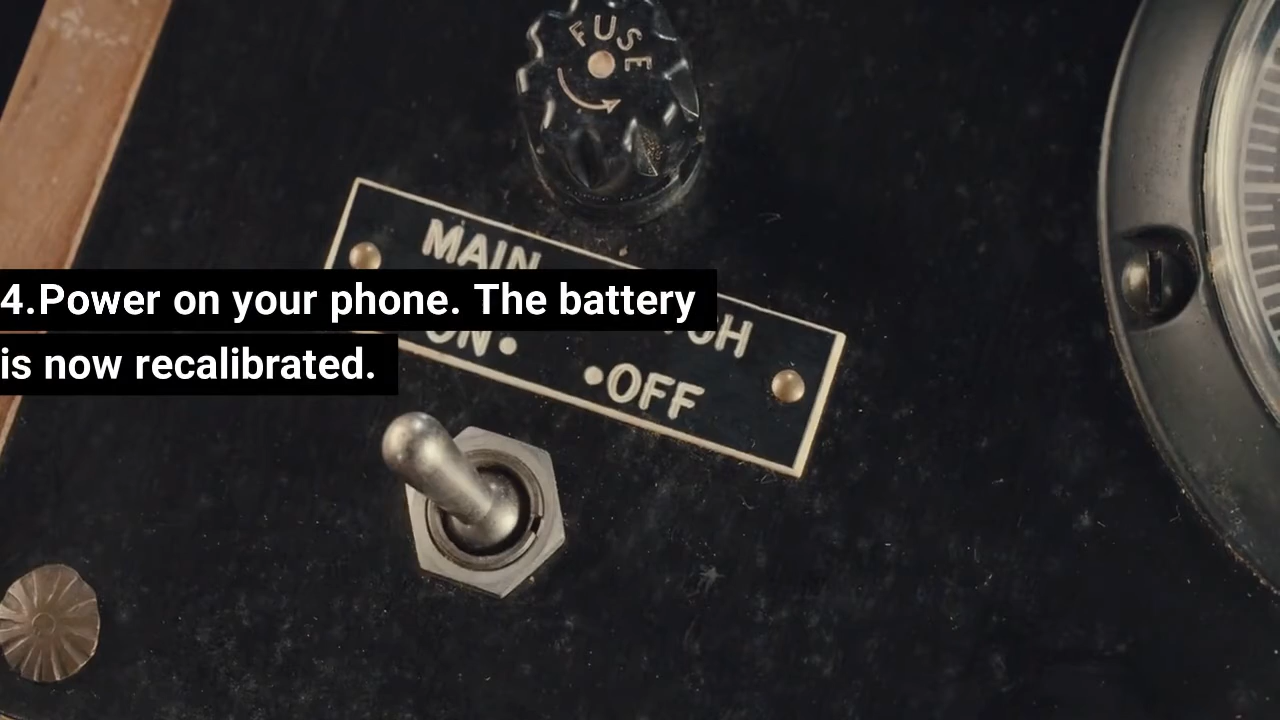 FUSE
MAIN
4.Power on your phone. The battery
is now recalibrated.
ON•
•OFF